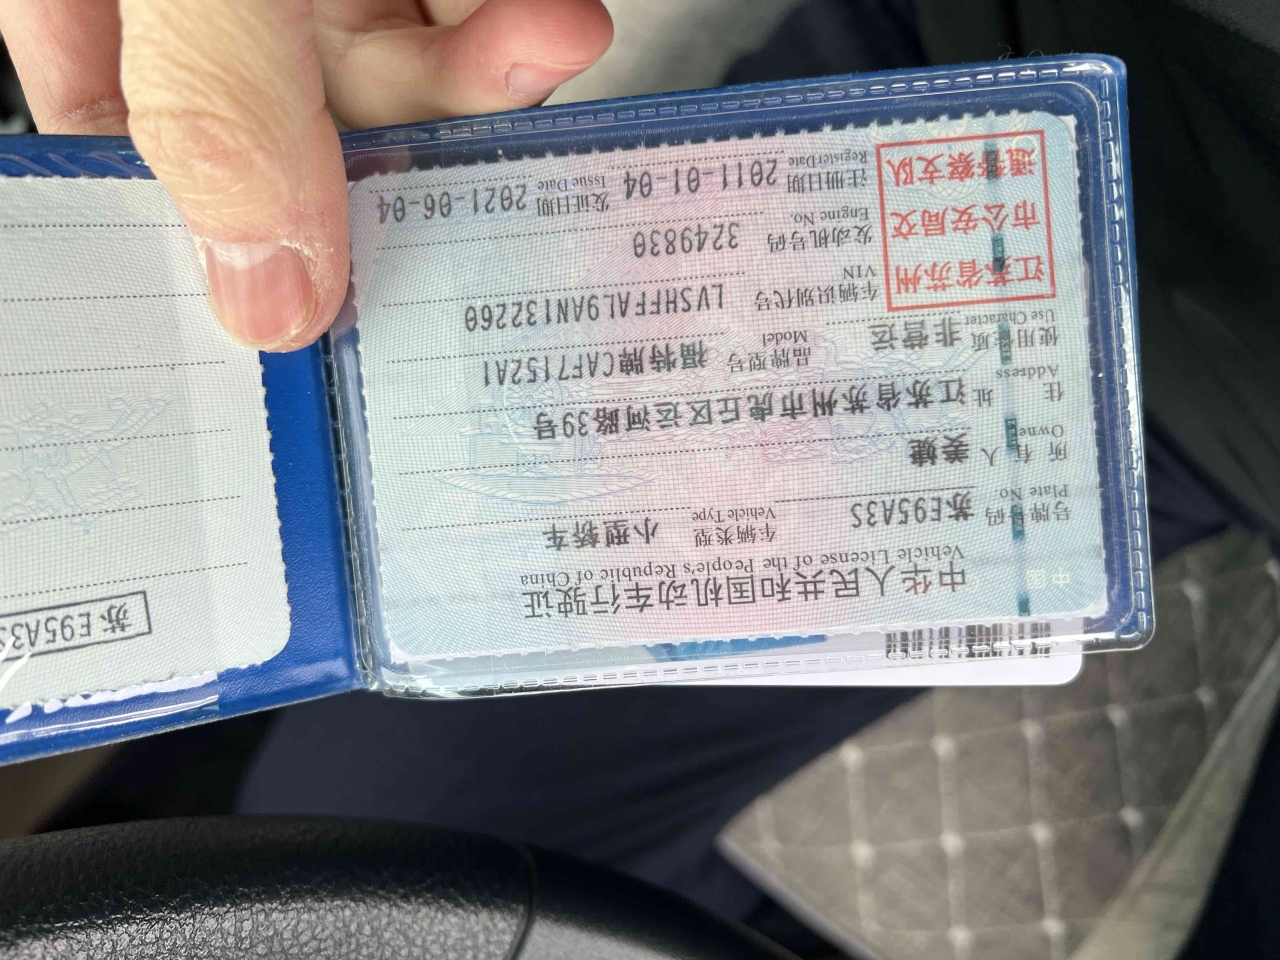 中华人民共和国机动车行驶证
Vehicle License of the People's Republic of China
号牌号码 苏E95A3S 车辆类型 小型轿车
Plate No. Vehicle Type
所有人 姜婕
Owner
住址 江苏省苏州市虎丘区运河路39号
Address
使用性质 非营运 品牌型号 福特牌CAF7152A1
Use Character Model
江苏省苏州
市公安局交
通警察支队
车辆识别代号 LVSHFFAL9AN132260
VIN
发动机号码 3249830
Engine No.
注册日期 2011-01-04 发证日期 2021-06-04
Register Date Issue Date
苏E95A3S